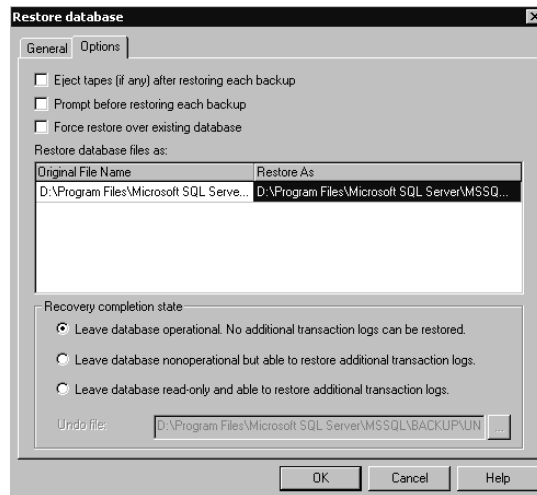 Restore database
General Options
Eject tapes (if any) after restoring each backup
Prompt before restoring each backup
Force restore over existing database
Restore database files as:
Original File Name Restore As
D:\Program Files\Microsoft SQL Serve... D:\Program Files\Microsoft SQL Server\MSSQ...
Recovery completion state
Leave database operational. No additional transaction logs can be restored.
Leave database nonoperational but able to restore additional transaction logs.
Leave database read-only and able to restore additional transaction logs.
Undo file: D:\Program Files\Microsoft SQL Server\MSSQL\BACKUP\UN ...
OK Cancel Help